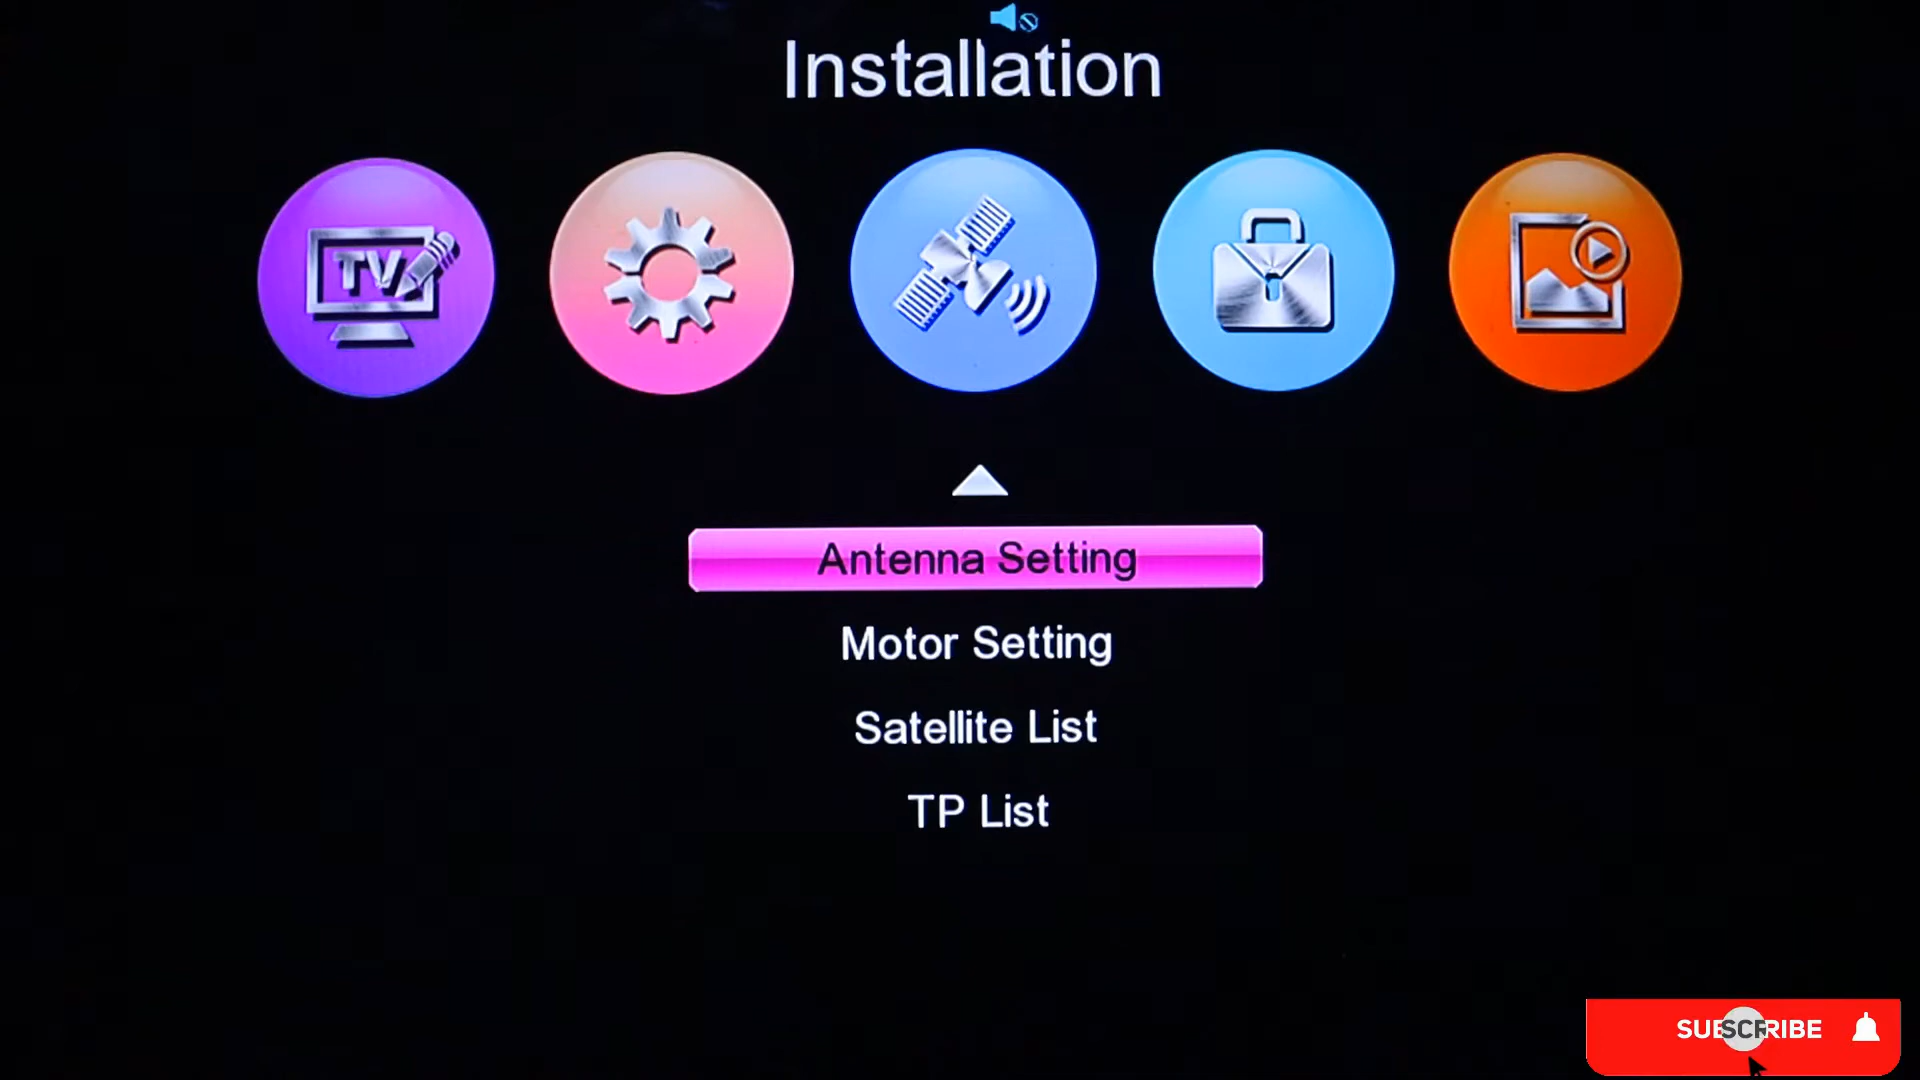 Installation
TV
Antenna Setting
Motor Setting
Satellite List
TP List
SUBSCRIBE